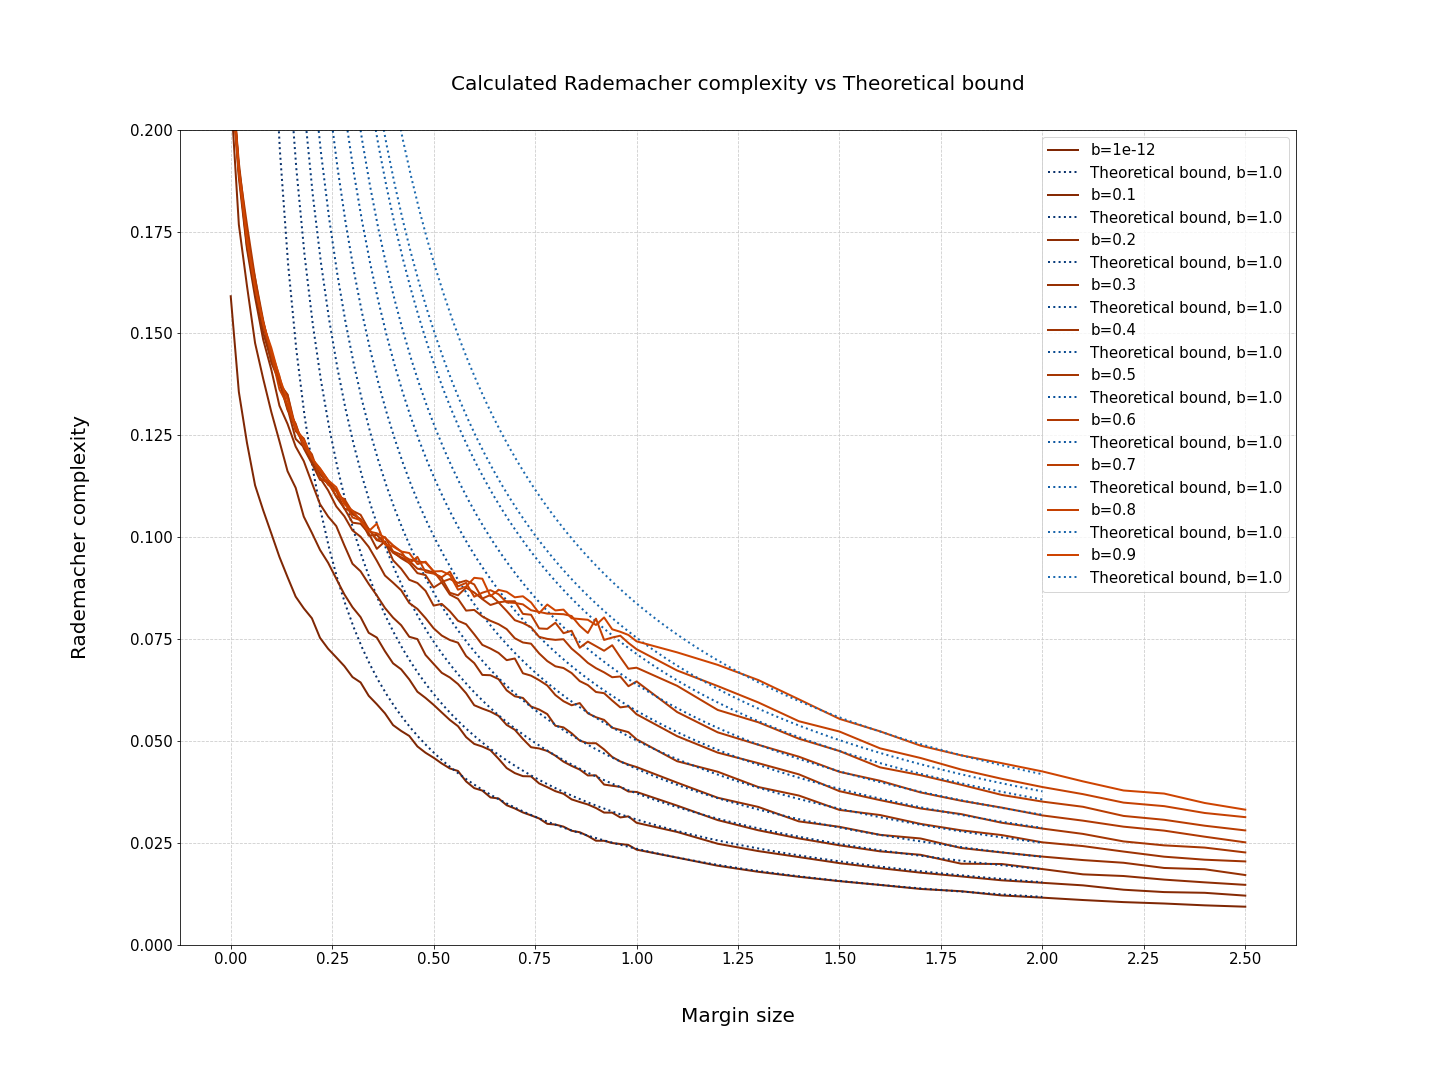 Calculated Rademacher complexity vs Theoretical bound
0.200
0.175
0.150
0.125
0.100
0.075
0.050
0.025
0.000
Rademacher complexity
b=1e-12
Theoretical bound, b=1.0
b=0.1
Theoretical bound, b=1.0
b=0.2
Theoretical bound, b=1.0
b=0.3
Theoretical bound, b=1.0
b=0.4
Theoretical bound, b=1.0
b=0.5
Theoretical bound, b=1.0
b=0.6
Theoretical bound, b=1.0
b=0.7
Theoretical bound, b=1.0
b=0.8
Theoretical bound, b=1.0
b=0.9
Theoretical bound, b=1.0
0.00 0.25 0.50 0.75 1.00 1.25 1.50 1.75 2.00 2.25 2.50
Margin size